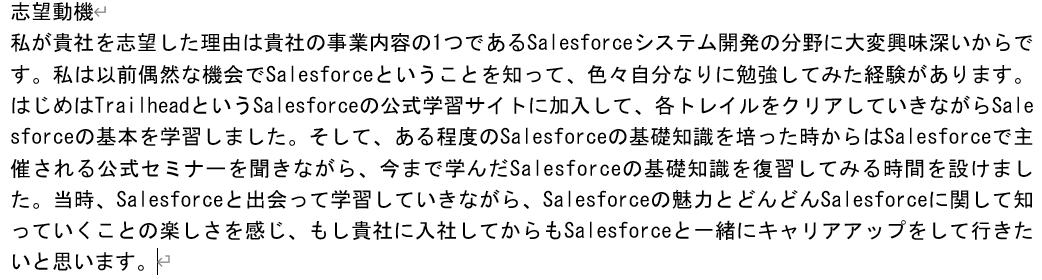 志望動機
私が貴社を志望した理由は貴社の事業内容の1つであるSalesforceシステム開発の分野に大変興味深いからで
す。私は以前偶然な機会でSalesforceということを知って、色々自分なりに勉強してみた経験があります。
はじめはTrailheadというSalesforceの公式学習サイトに加入して、各トレイルをクリアしていきながらSale
sforceの基本を学習しました。そして、ある程度のSalesforceの基礎知識を培った時からはSalesforceで主
催される公式セミナーを聞きながら、今まで学んだSalesforceの基礎知識を復習してみる時間を設けまし
た。当時、Salesforceと出会って学習していきながら、Salesforceの魅力とどんどんSalesforceに関して知
っていくことの楽しさを感じ、もし貴社に入社してからもSalesforceと一緒にキャリアアップをして行きた
いと思います。